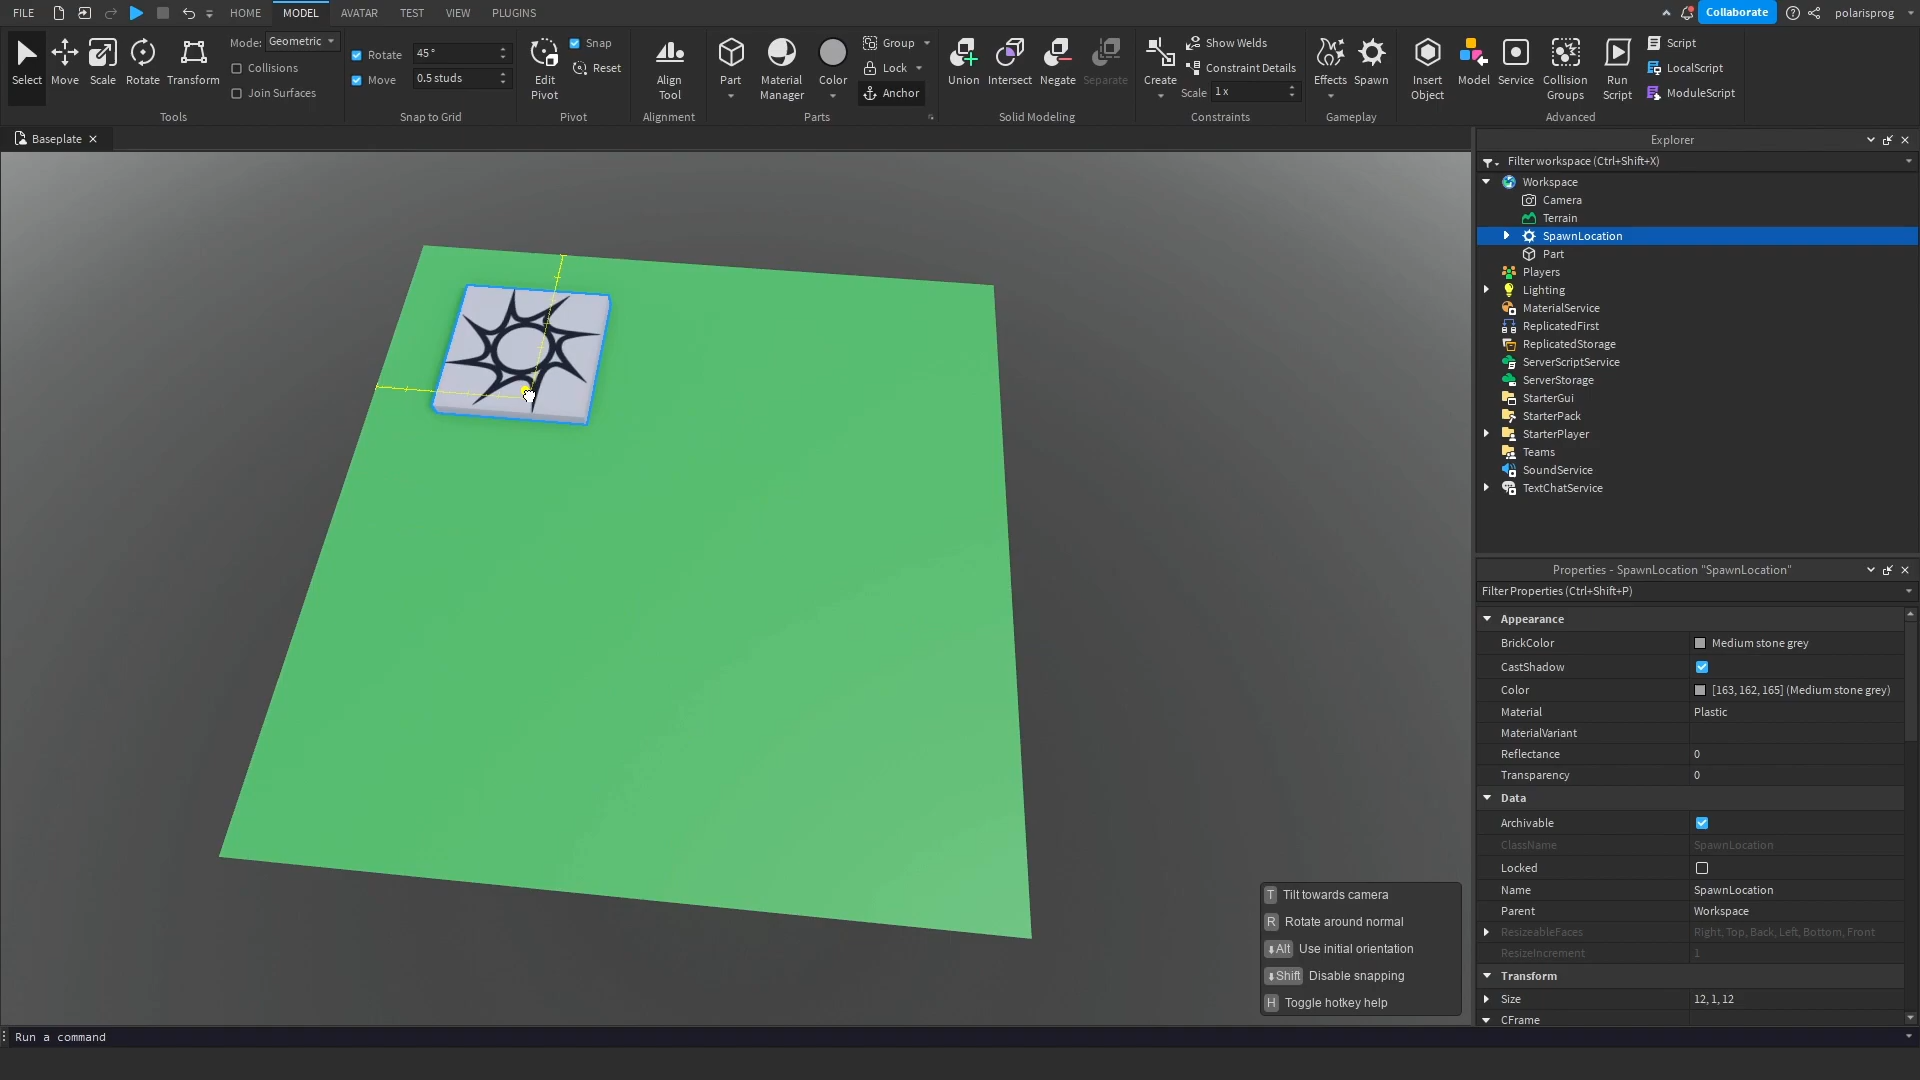 FILE HOME MODEL AVATAR TEST VIEW PLUGINS Collaborate polarisprog
Select Move Scale Rotate Transform
Mode: Geometric
Collisions
Join Surfaces
Tools
Rotate 45 °
Move 0.5 studs
Snap to Grid
Edit Pivot
Snap
Reset
Pivot
Align Tool
Alignment
Part
Material Manager
Color
Group
Lock
Anchor
Parts
Union Intersect Negate Separate
Solid Modeling
Create
Show Welds
Constraint Details
Scale 1 x
Constraints
Effects Spawn
Gameplay
Insert Object
Model
Service
Collision Groups
Run Script
Script
LocalScript
ModuleScript
Advanced
Baseplate
Explorer
Filter workspace (Ctrl+Shift+X)
Workspace
Camera
Terrain
SpawnLocation
Part
Players
Lighting
MaterialService
ReplicatedFirst
ReplicatedStorage
ServerScriptService
ServerStorage
StarterGui
StarterPack
StarterPlayer
Teams
SoundService
TextChatService
Properties - SpawnLocation "SpawnLocation"
Filter Properties (Ctrl+Shift+P)
Appearance
BrickColor Medium stone grey
CastShadow
Color [163, 162, 165] (Medium stone grey)
Material Plastic
MaterialVariant
Reflectance 0
Transparency 0
Data
Archivable
ClassName SpawnLocation
Locked
Name SpawnLocation
Parent Workspace
ResizeableFaces Right, Top, Back, Left, Bottom, Front
ResizeIncrement 1
Transform
Size 12, 1, 12
CFrame
T Tilt towards camera
R Rotate around normal
Alt Use initial orientation
Shift Disable snapping
H Toggle hotkey help
Run a command